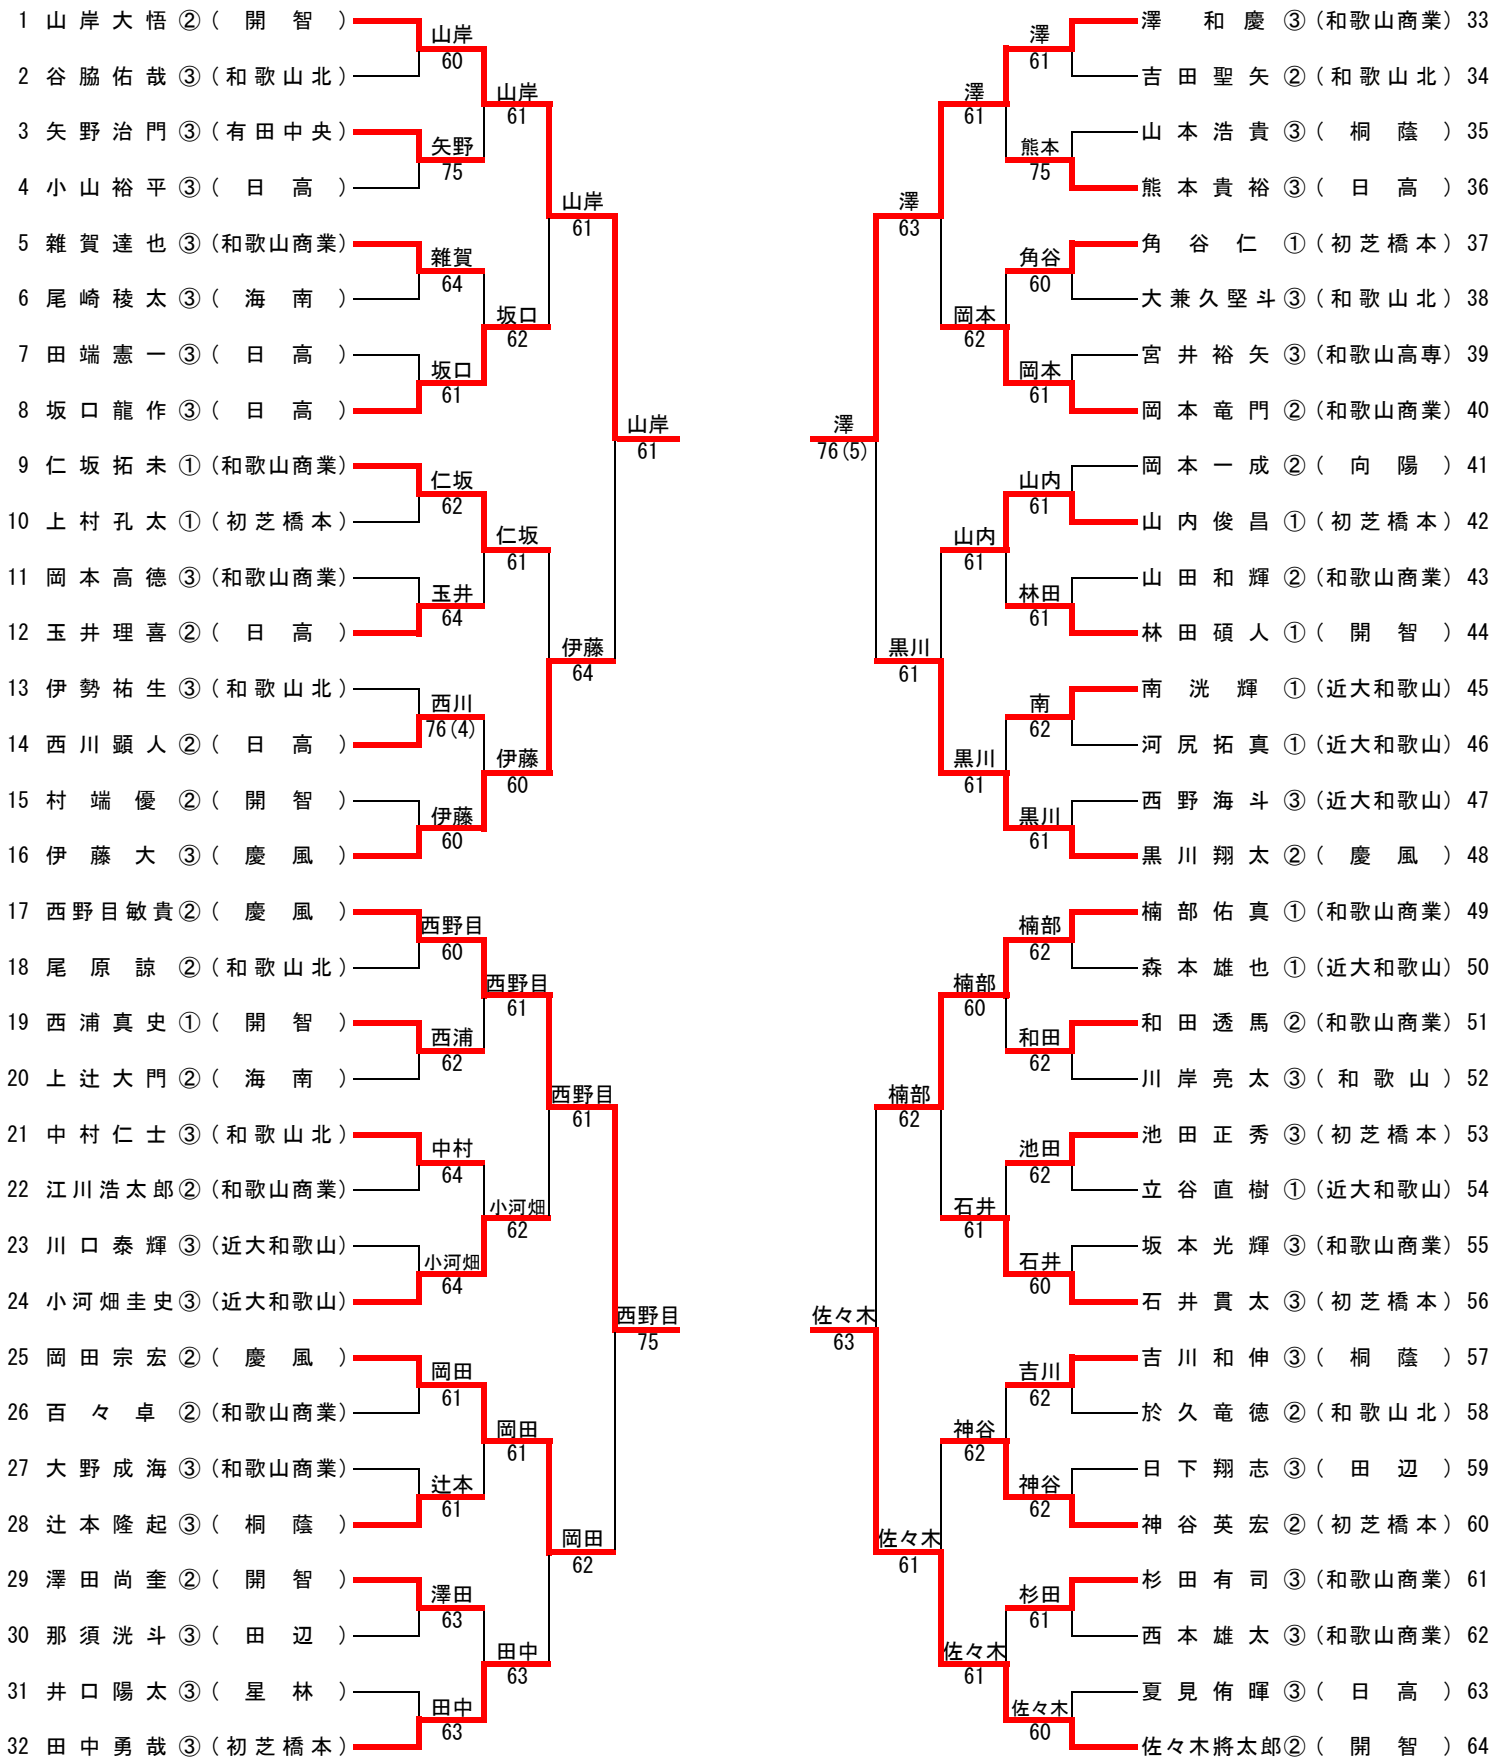 1 山岸大悟② (開智)
山岸
60
2 谷脇佑哉③ (和歌山北)
山岸
61
3 矢野治門③ (有田中央)
矢野
75
4 小山裕平③ (日高)
山岸
61
5 雑賀達也③ (和歌山商業)
雑賀
64
6 尾崎稜太③ (海南)
坂口
62
7 田端憲一③ (日高)
坂口
61
8 坂口龍作③ (日高)
山岸
61
9 仁坂拓未① (和歌山商業)
仁坂
62
10 上村孔太① (初芝橋本)
仁坂
61
11 岡本高德③ (和歌山商業)
玉井
64
12 玉井理喜② (日高)
伊藤
64
13 伊勢祐生③ (和歌山北)
西川
76(4)
14 西川顕人② (日高)
伊藤
60
15 村端優② (開智)
伊藤
60
16 伊藤大③ (慶風)
17 西野目敏貴② (慶風)
西野目
60
18 尾原諒② (和歌山北)
西野目
61
19 西浦真史① (開智)
西浦
62
20 上辻大門② (海南)
西野目
61
21 中村仁士③ (和歌山北)
中村
64
22 江川浩太郎② (和歌山商業)
小河畑
62
23 川口泰輝③ (近大和歌山)
小河畑
64
24 小河畑圭史③ (近大和歌山)
西野目
75
25 岡田宗宏② (慶風)
岡田
61
26 百々卓② (和歌山商業)
岡田
61
27 大野成海③ (和歌山商業)
辻本
61
28 辻本隆起③ (桐蔭)
岡田
62
29 澤田尚奎② (開智)
澤田
63
30 那須洸斗③ (田辺)
田中
63
31 井口陽太③ (星林)
田中
63
32 田中勇哉③ (初芝橋本)
澤和慶③ (和歌山商業) 33
澤
61
吉田聖矢② (和歌山北) 34
澤
61
山本浩貴③ (桐蔭) 35
熊本
75
熊本貴裕③ (日高) 36
澤
63
角谷仁① (初芝橋本) 37
角谷
60
大兼久堅斗③ (和歌山北) 38
岡本
62
宮井裕矢③ (和歌山高専) 39
岡本
61
岡本竜門② (和歌山商業) 40
澤
76(5)
岡本一成② (向陽) 41
山内
61
山内俊昌① (初芝橋本) 42
山内
61
山田和輝② (和歌山商業) 43
林田
61
林田碩人① (開智) 44
黒川
61
南洸輝① (近大和歌山) 45
南
62
河尻拓真① (近大和歌山) 46
黒川
61
西野海斗③ (近大和歌山) 47
黒川
61
黒川翔太② (慶風) 48
楠部佑真① (和歌山商業) 49
楠部
62
森本雄也① (近大和歌山) 50
楠部
60
和田透馬② (和歌山商業) 51
和田
62
川岸亮太③ (和歌山) 52
楠部
62
池田正秀③ (初芝橋本) 53
池田
62
立谷直樹① (近大和歌山) 54
石井
61
坂本光輝③ (和歌山商業) 55
石井
60
石井貫太③ (初芝橋本) 56
佐々木
63
吉川和伸③ (桐蔭) 57
吉川
62
於久竜徳② (和歌山北) 58
神谷
62
日下翔志③ (田辺) 59
神谷
62
神谷英宏② (初芝橋本) 60
佐々木
61
杉田有司③ (和歌山商業) 61
杉田
61
西本雄太③ (和歌山商業) 62
佐々木
61
夏見侑暉③ (日高) 63
佐々木
60
佐々木將太郎② (開智) 64